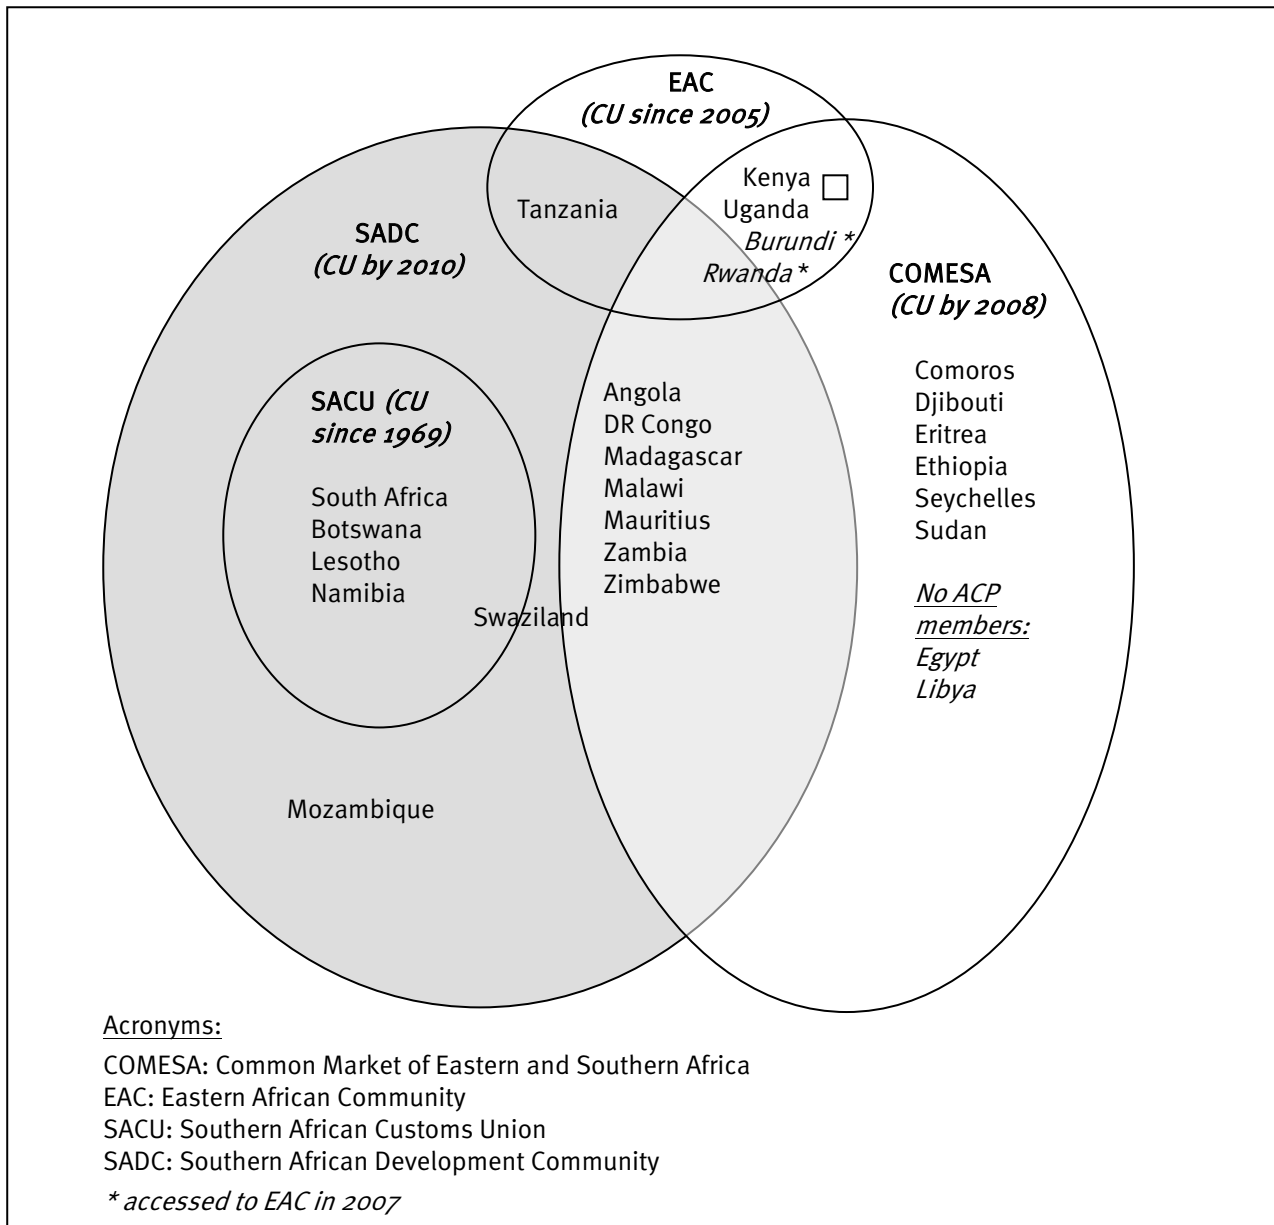 EAC
(CU since 2005)
Kenya
Uganda
Burundi *
Rwanda*
Tanzania
SADC
(CU by 2010)
COMESA
(CU by 2008)
SACU (CU
since 1969)
South Africa
Botswana
Lesotho
Namibia
Swaziland
Angola
DR Congo
Madagascar
Malawi
Mauritius
Zambia
Zimbabwe
Comoros
Djibouti
Eritrea
Ethiopia
Seychelles
Sudan
No ACP
members:
Egypt
Libya
Mozambique
Acronyms:
COMESA: Common Market of Eastern and Southern Africa
EAC: Eastern African Community
SACU: Southern African Customs Union
SADC: Southern African Development Community
* accessed to EAC in 2007